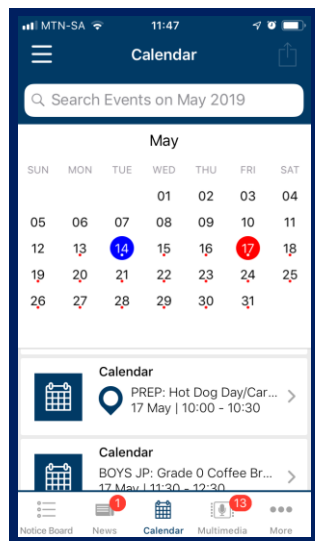 MTN-SA 11:47
Calendar
Search Events on May 2019
May
SUN MON TUE WED THU FRI SAT
01 02 03 04
05 06 07 08 09 10 11
12 13 14 15 16 17 18
19 20 21 22 23 24 25
26 27 28 29 30 31
Calendar
PREP: Hot Dog Day/Car...
17 May | 10:00 - 10:30
Calendar
BOYS JP: Grade 0 Coffee Br...
17 May | 11:30 - 12:30
1 13
Notice Board News Calendar Multimedia More